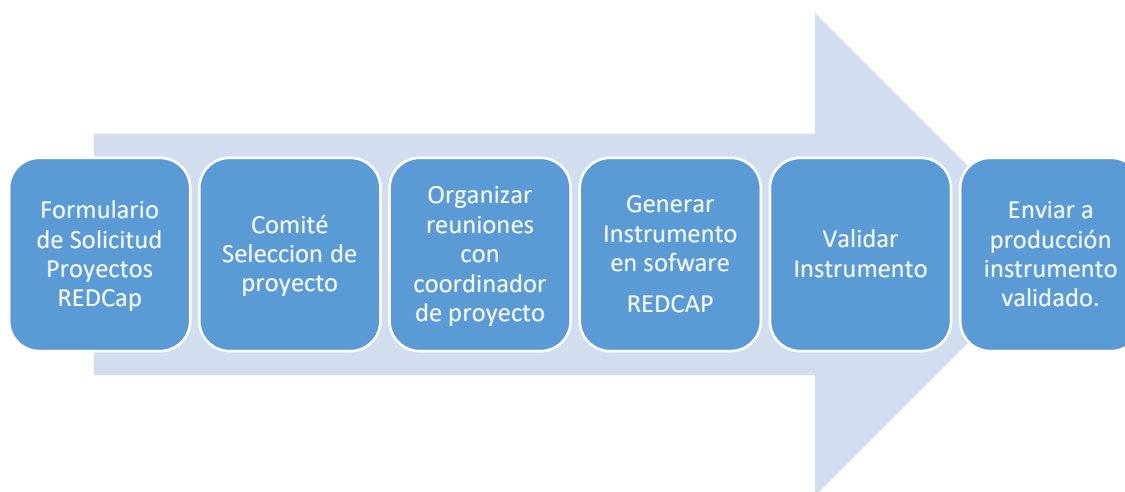 Formulario
de Solicitud
Proyectos
REDCap
Comité
Seleccion de
proyecto
Organizar
reuniones
con
coordinador
de proyecto
Generar
Instrumento
en sofware
REDCAP
Validar
Instrumento
Enviar a
producción
instrumento
validado.